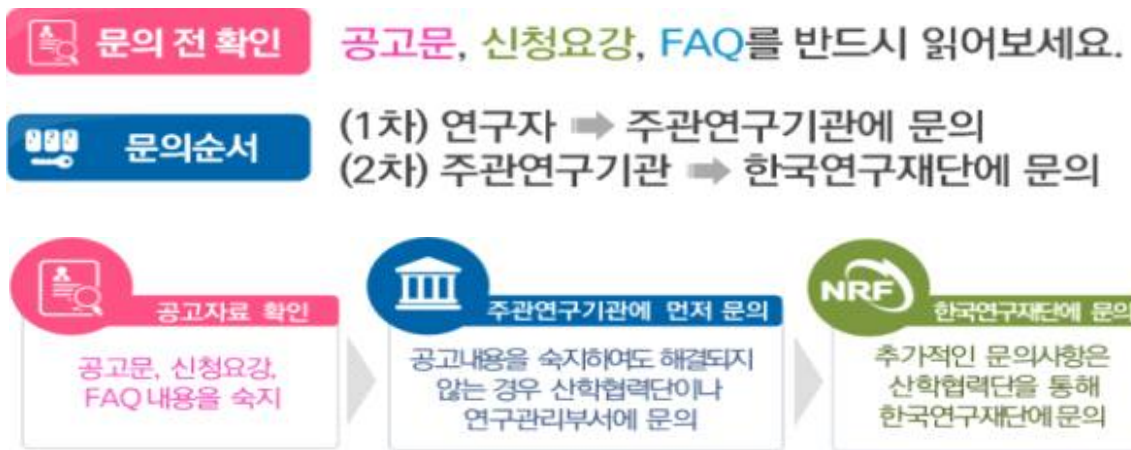 문의 전 확인 공고문, 신청요강, FAQ를 반드시 읽어보세요.
문의순서 (1차) 연구자 ➡ 주관연구기관에 문의
(2차) 주관연구기관 ➡ 한국연구재단에 문의
공고자료 확인
공고문, 신청요강,
FAQ 내용을 숙지
주관연구기관에 먼저 문의
공고내용을 숙지하여도 해결되지
않는 경우 산학협력단이나
연구관리부서에 문의
NRF
한국연구재단에 문의
추가적인 문의사항은
산학협력단을 통해
한국연구재단에 문의